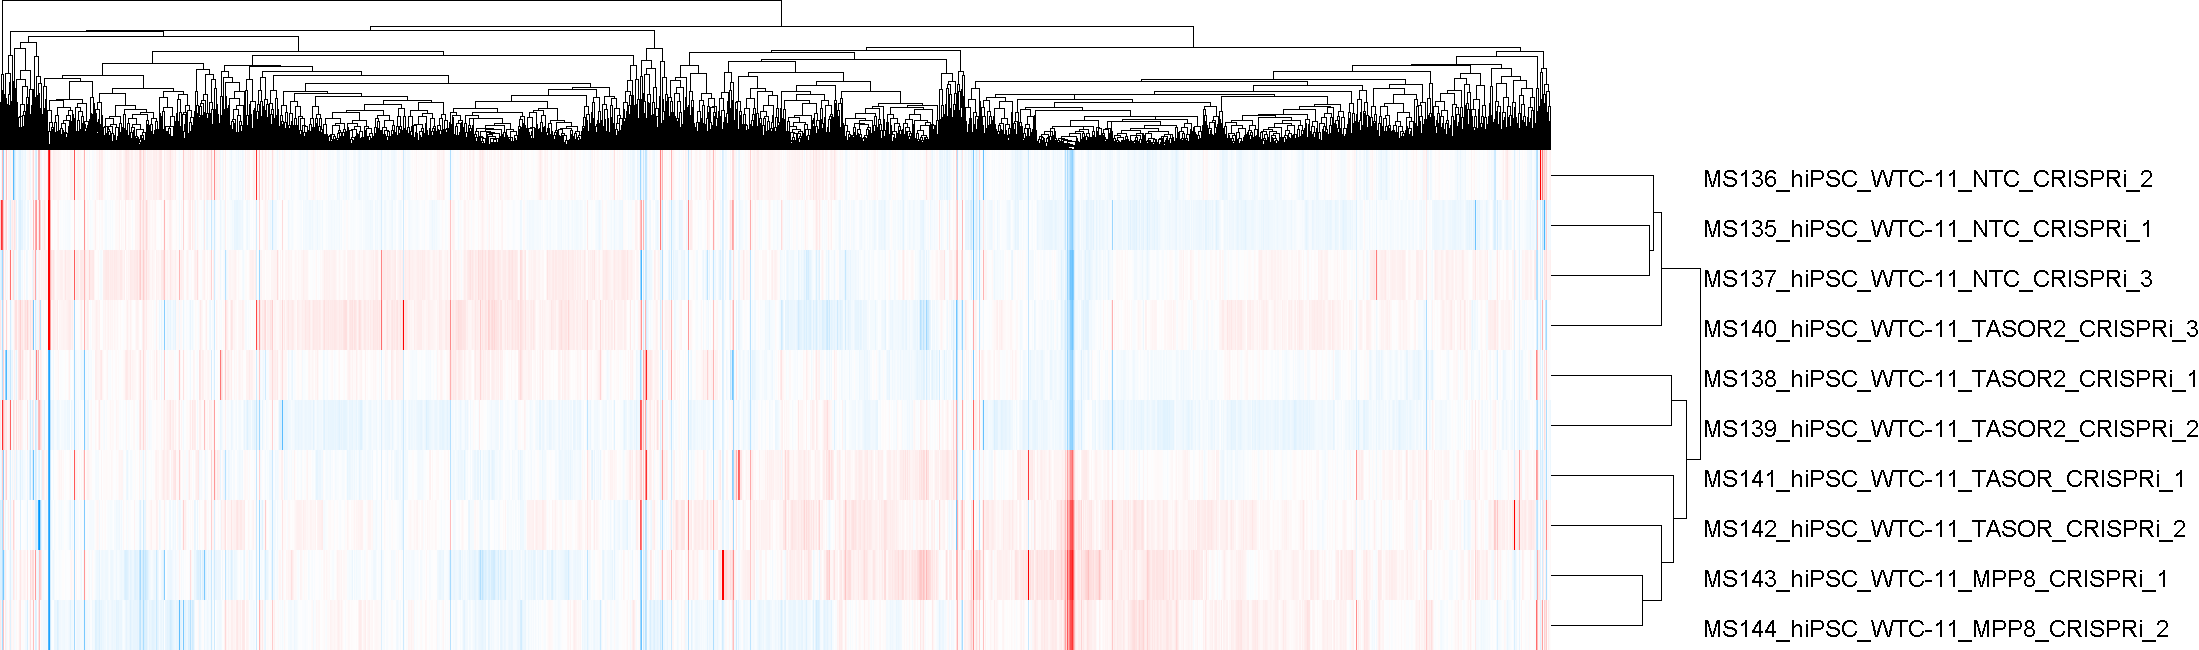 MS136_hiPSC_WTC-11_NTC_CRISPRi_2
MS135_hiPSC_WTC-11_NTC_CRISPRi_1
MS137_hiPSC_WTC-11_NTC_CRISPRi_3
MS140_hiPSC_WTC-11_TASOR2_CRISPRi_3
MS138_hiPSC_WTC-11_TASOR2_CRISPRi_1
MS139_hiPSC_WTC-11_TASOR2_CRISPRi_2
MS141_hiPSC_WTC-11_TASOR_CRISPRi_1
MS142_hiPSC_WTC-11_TASOR_CRISPRi_2
MS143_hiPSC_WTC-11_MPP8_CRISPRi_1
MS144_hiPSC_WTC-11_MPP8_CRISPRi_2